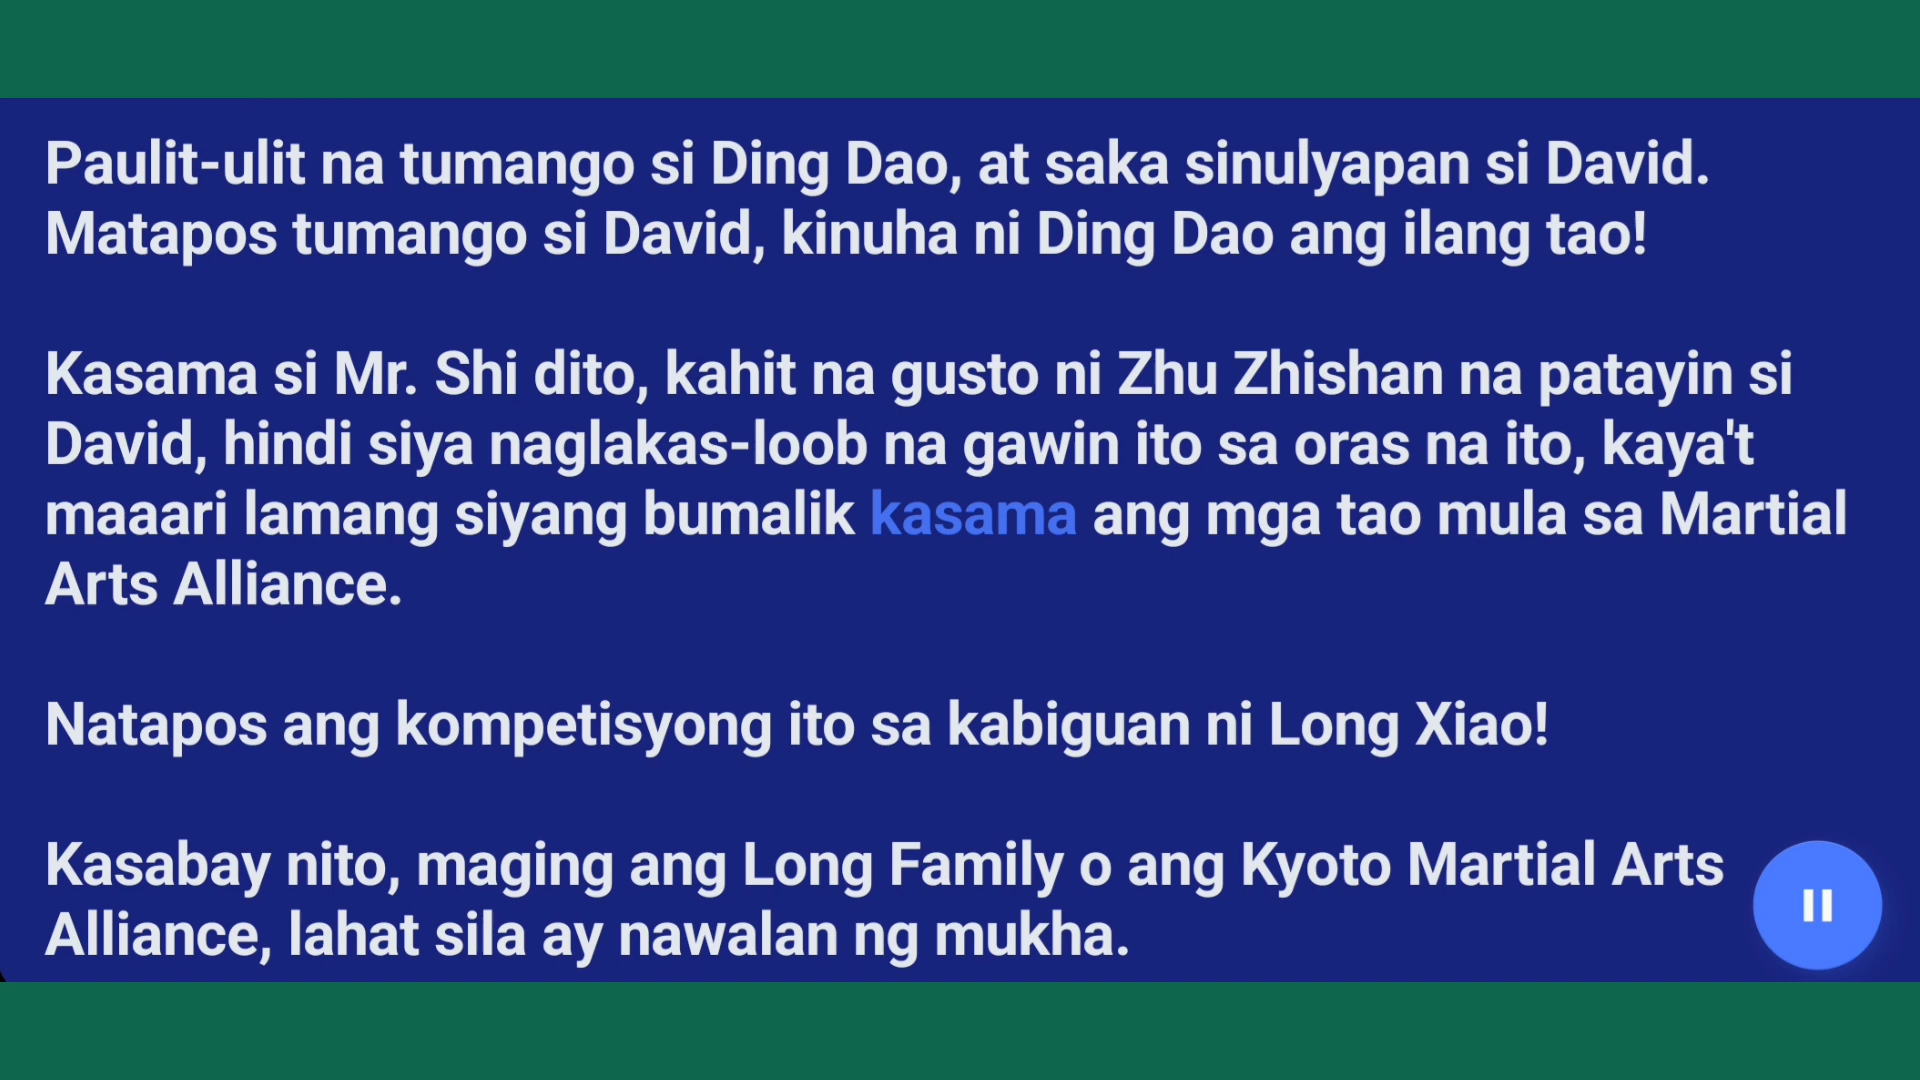 Paulit-ulit na tumango si Ding Dao, at saka sinulyapan si David.
Matapos tumango si David, kinuha ni Ding Dao ang ilang tao!
Kasama si Mr. Shi dito, kahit na gusto ni Zhu Zhishan na patayin si
David, hindi siya naglakas-loob na gawin ito sa oras na ito, kaya't
maaari lamang siyang bumalik kasama ang mga tao mula sa Martial
Arts Alliance.
Natapos ang kompetisyong ito sa kabiguan ni Long Xiao!
Kasabay nito, maging ang Long Family o ang Kyoto Martial Arts
Alliance, lahat sila ay nawalan ng mukha.